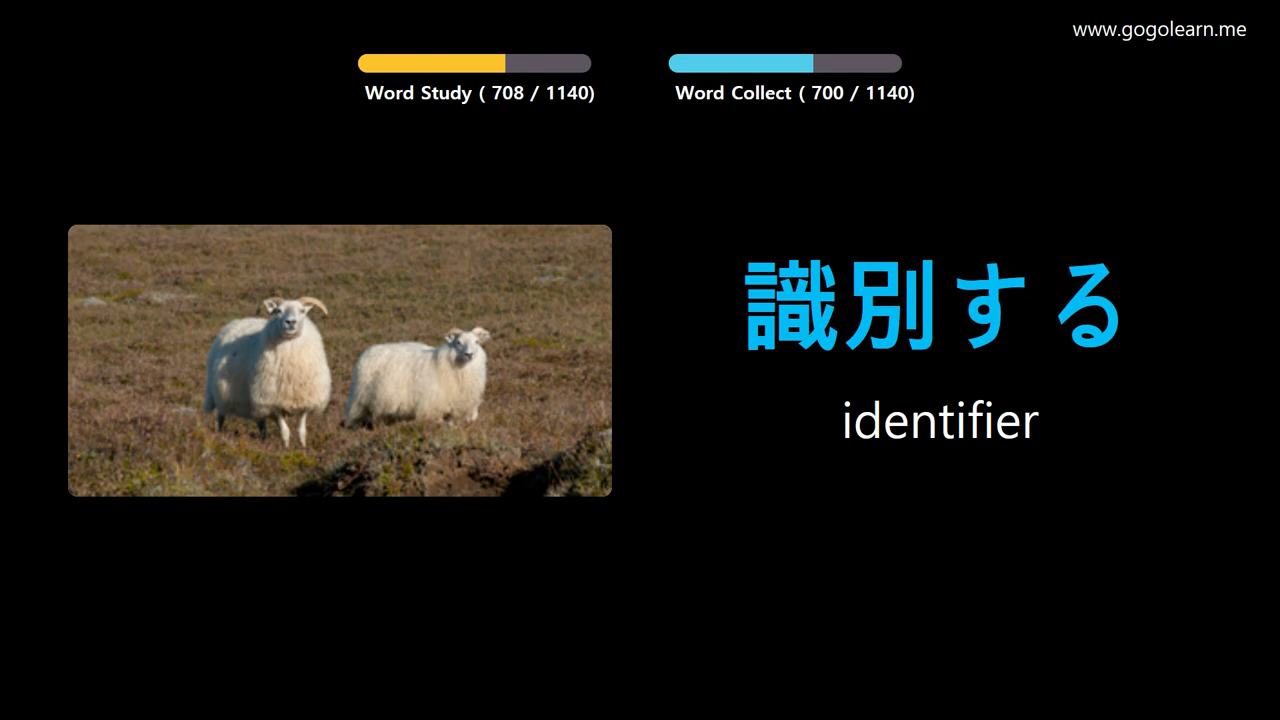 www.gogolearn.me
Word Study ( 708 / 1140)
Word Collect ( 700 / 1140)
識別する
identifier